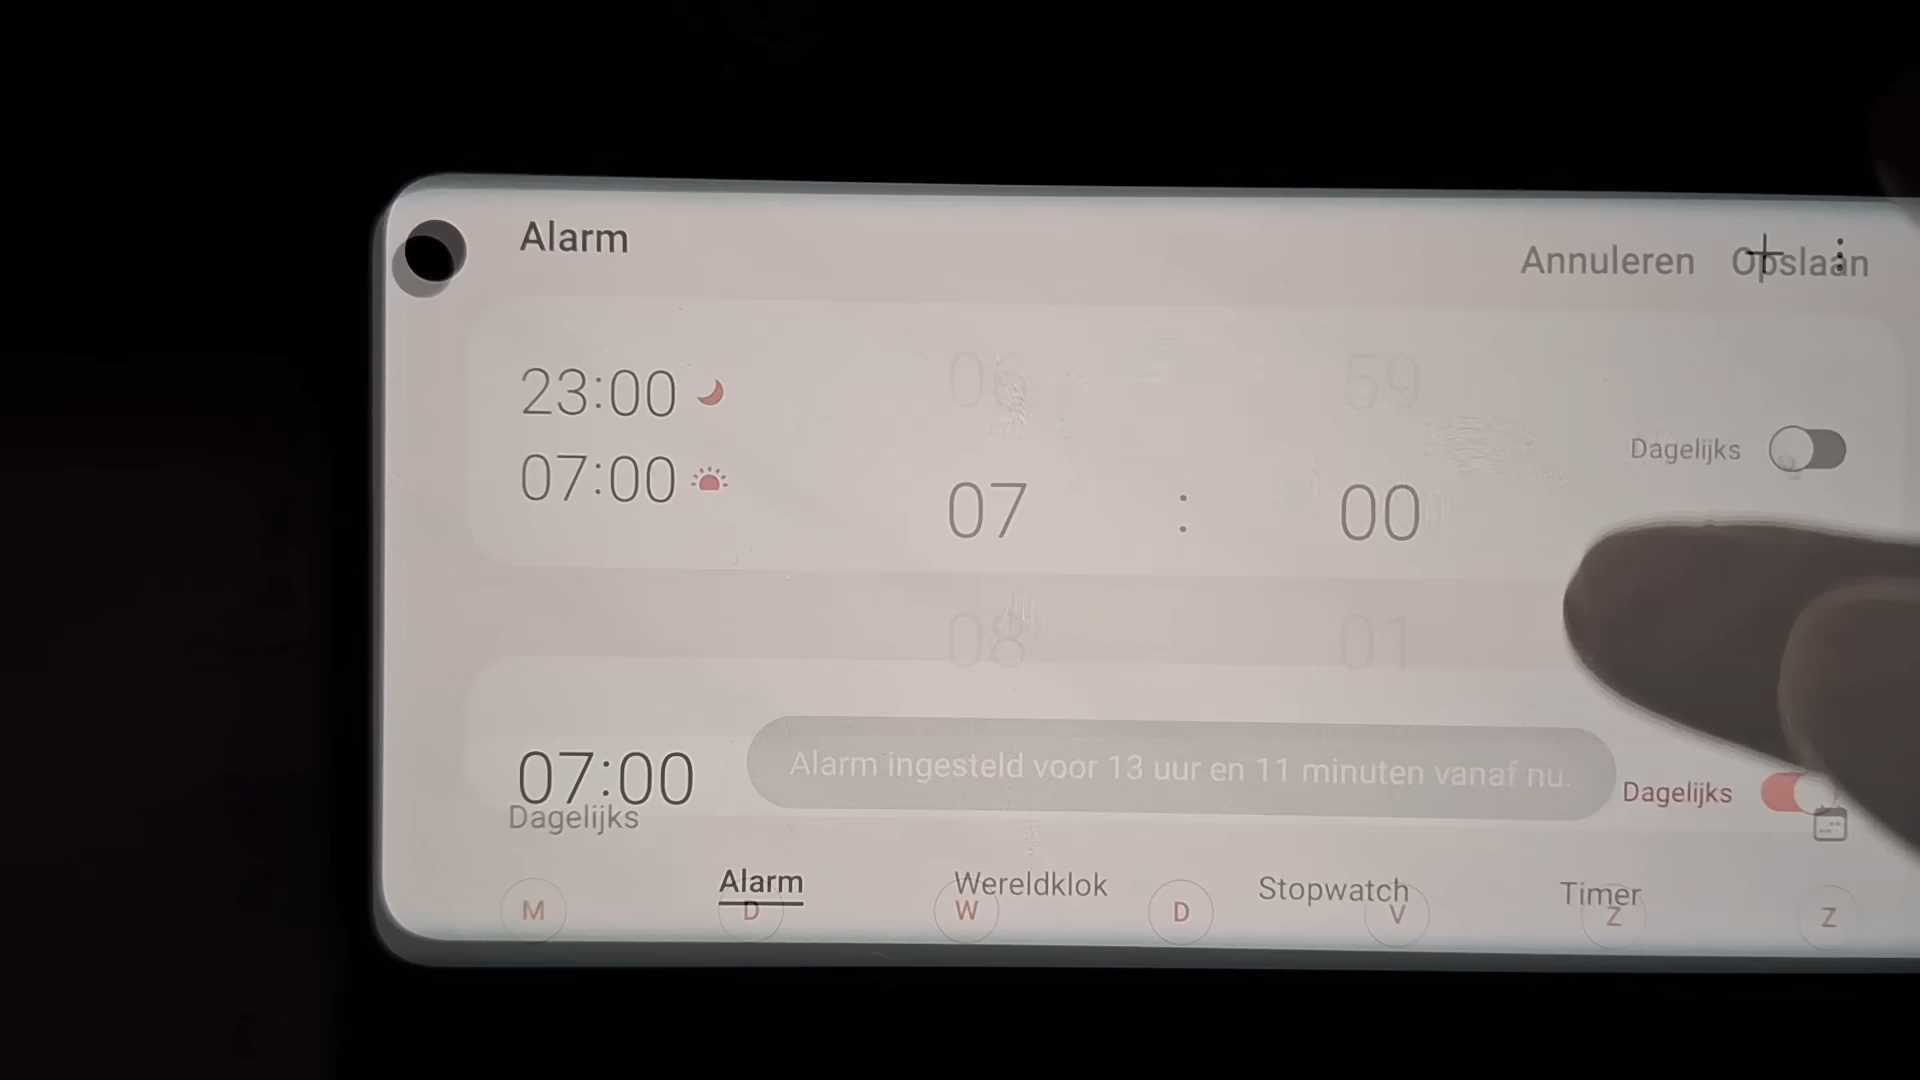 Alarm
Annuleren Opslaan
23:00
07:00
Dagelijks
06 59
07 : 00
08 01
07:00
Dagelijks
Alarm ingesteld voor 13 uur en 11 minuten vanaf nu.
Dagelijks
Alarm Wereldklok Stopwatch Timer
M D W D V Z Z